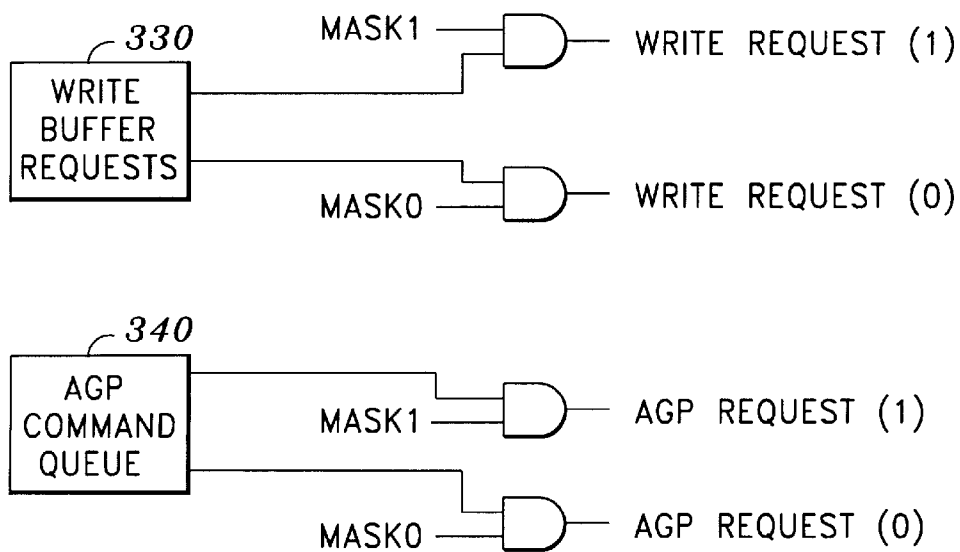 330
WRITE
BUFFER
REQUESTS
MASK1
WRITE REQUEST (1)
MASK0
WRITE REQUEST (0)
340
AGP
COMMAND
QUEUE
MASK1
AGP REQUEST (1)
MASK0
AGP REQUEST (0)